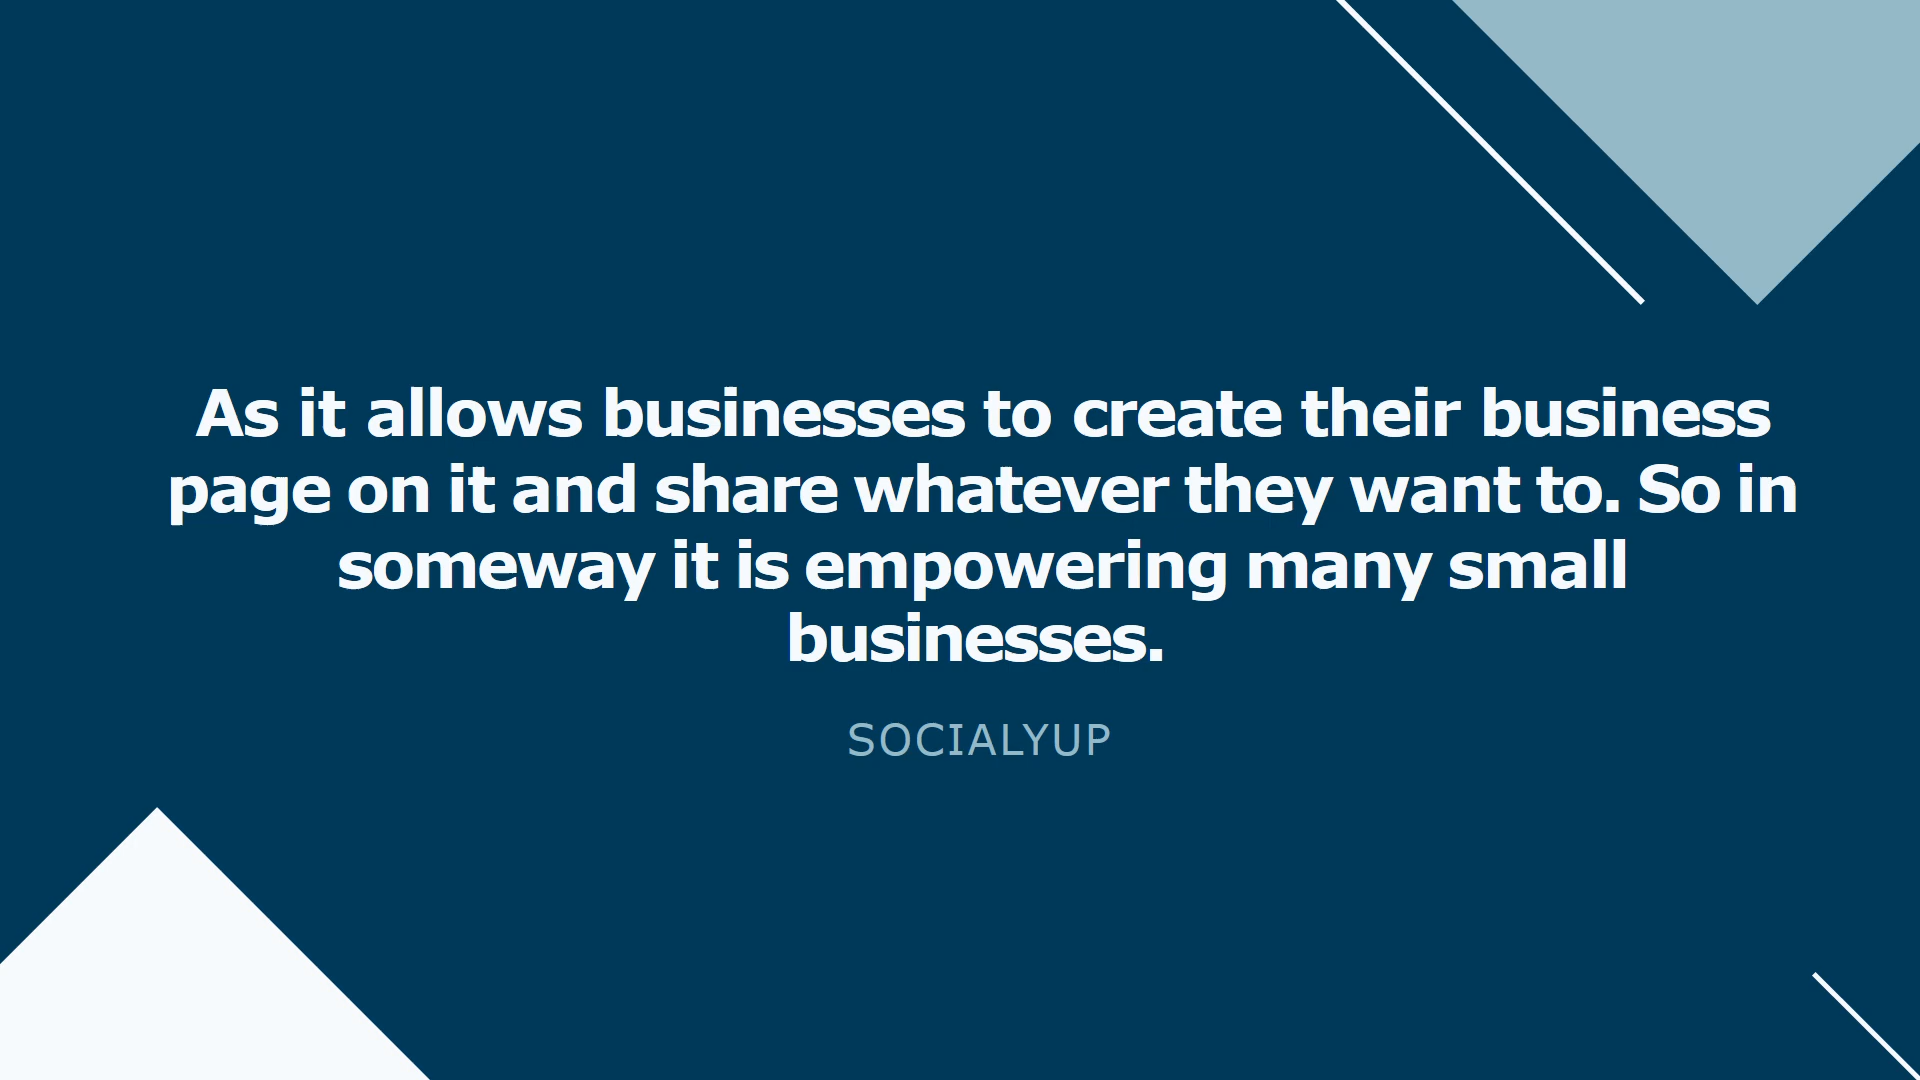 As it allows businesses to create their business
page on it and share whatever they want to. So in
someway it is empowering many small
businesses.
SOCIALYUP